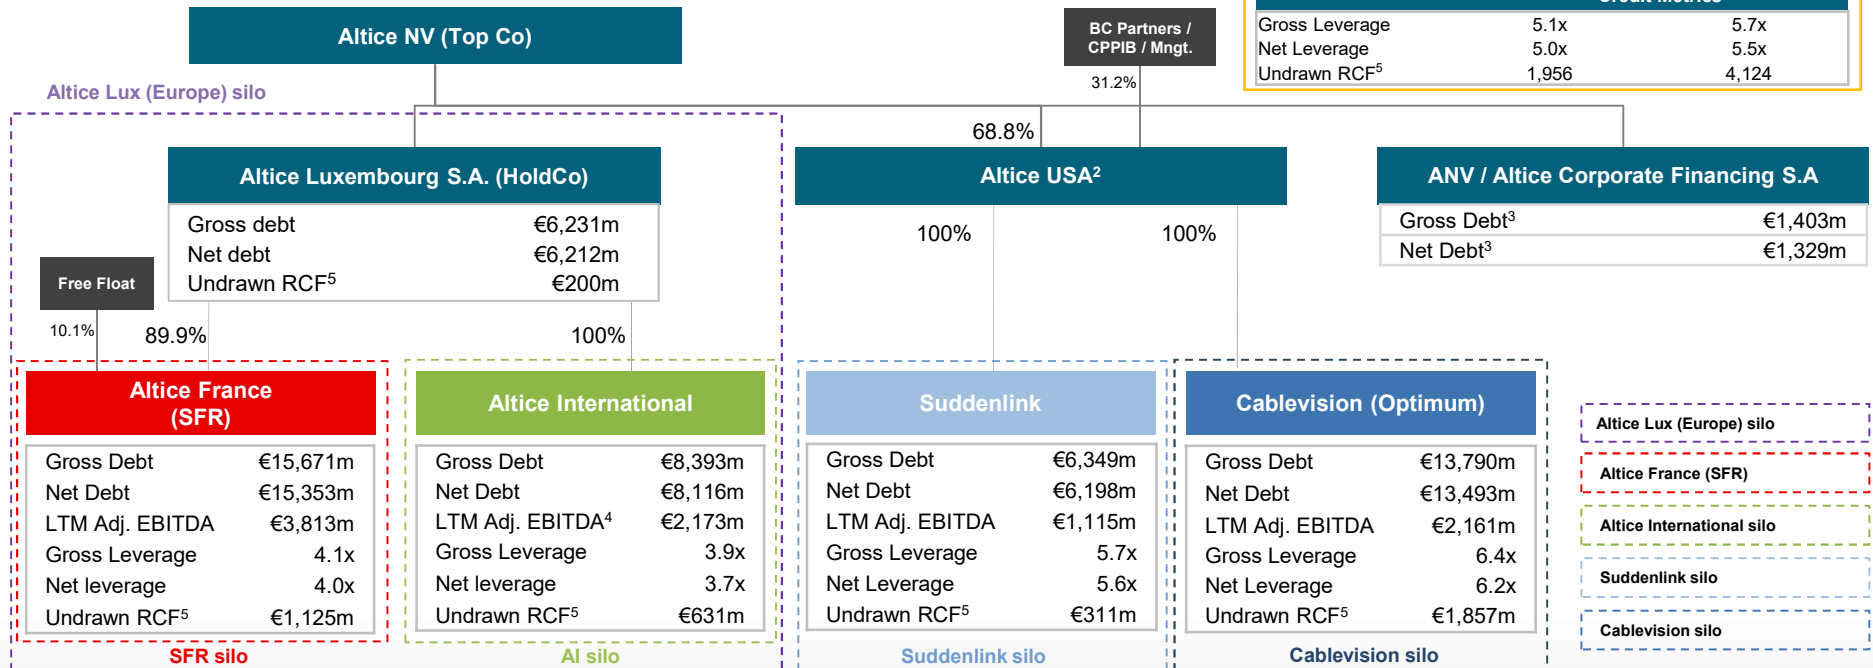 Credit Metrics
Gross Leverage 5.1x 5.7x
Net Leverage 5.0x 5.5x
Undrawn RCF5 1,956 4,124
Altice NV (Top Co)
BC Partners /
CPPIB / Mngt.
31.2%
Altice Lux (Europe) silo
68.8%
Altice Luxembourg S.A. (HoldCo)
Gross debt €6,231m
Net debt €6,212m
Undrawn RCF5 €200m
Altice USA2
100% 100%
ANV / Altice Corporate Financing S.A
Gross Debt3 €1,403m
Net Debt3 €1,329m
Free Float
10.1% 89.9% 100%
Altice France
(SFR)
Gross Debt €15,671m
Net Debt €15,353m
LTM Adj. EBITDA €3,813m
Gross Leverage 4.1x
Net leverage 4.0x
Undrawn RCF5 €1,125m
SFR silo
Altice International
Gross Debt €8,393m
Net Debt €8,116m
LTM Adj. EBITDA4 €2,173m
Gross Leverage 3.9x
Net leverage 3.7x
Undrawn RCF5 €631m
AI silo
Suddenlink
Gross Debt €6,349m
Net Debt €6,198m
LTM Adj. EBITDA €1,115m
Gross Leverage 5.7x
Net Leverage 5.6x
Undrawn RCF5 €311m
Suddenlink silo
Cablevision (Optimum)
Gross Debt €13,790m
Net Debt €13,493m
LTM Adj. EBITDA €2,161m
Gross Leverage 6.4x
Net Leverage 6.2x
Undrawn RCF5 €1,857m
Cablevision silo
Altice Lux (Europe) silo
Altice France (SFR)
Altice International silo
Suddenlink silo
Cablevision silo